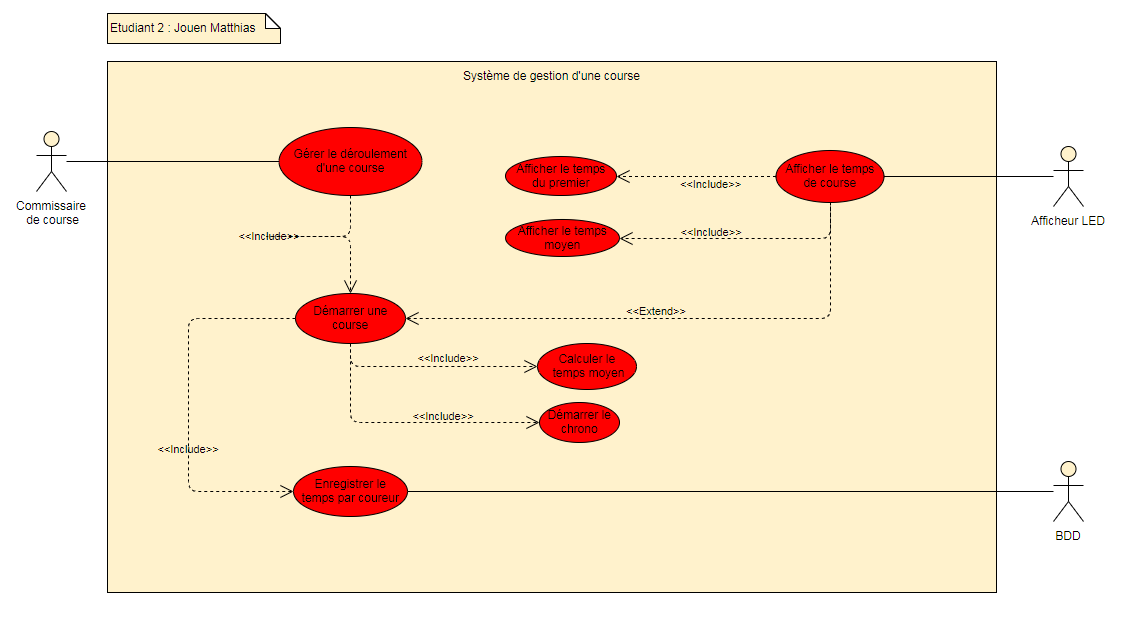 Etudiant 2 : Jouen Matthias
Système de gestion d'une course
Commissaire
de course
Gérer le déroulement
d'une course
Afficher le temps
du premier
<<Include>>
Afficher le temps
de course
Afficheur LED
<<Include>>
Afficher le temps
moyen
<<Include>>
Démarrer une
course
<<Extend>>
<<Include>>
Calculer le
temps moyen
<<Include>>
Démarrer le
chrono
<<Include>>
Enregistrer le
temps par coureur
BDD